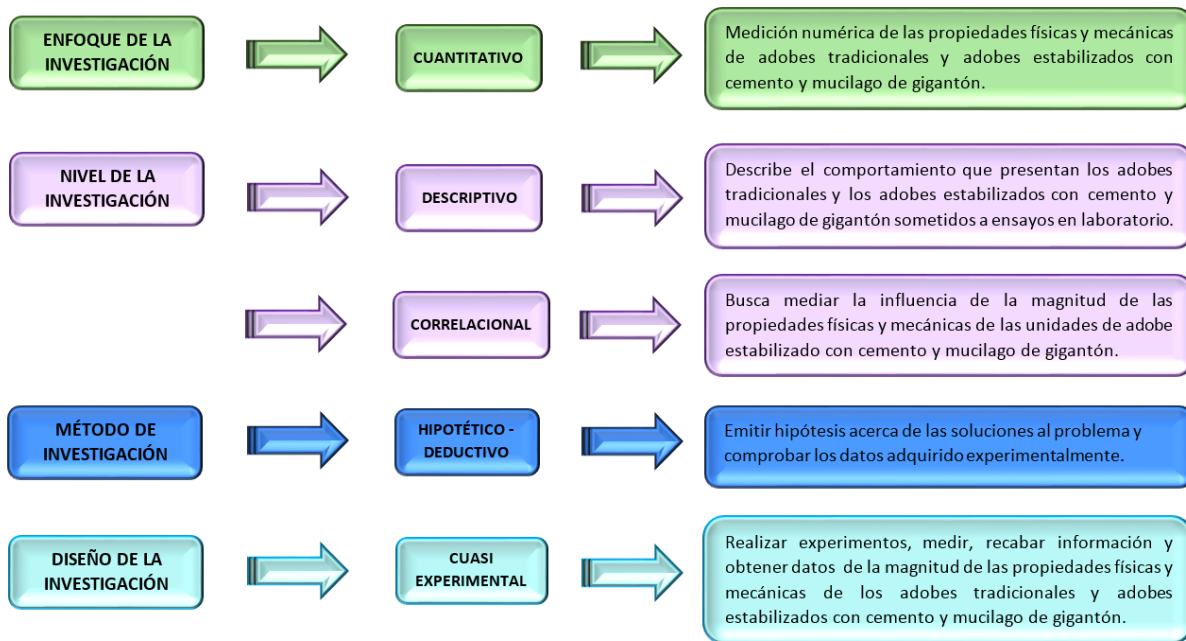 ENFOQUE DE LA
INVESTIGACIÓN
CUANTITATIVO
Medición numérica de las propiedades físicas y mecánicas
de adobes tradicionales y adobes estabilizados con
cemento y mucilago de gigantón.
NIVEL DE LA
INVESTIGACIÓN
DESCRIPTIVO
Describe el comportamiento que presentan los adobes
tradicionales y los adobes estabilizados con cemento y
mucilago de gigantón sometidos a ensayos en laboratorio.
CORRELACIONAL
Busca mediar la influencia de la magnitud de las
propiedades físicas y mecánicas de las unidades de adobe
estabilizado con cemento y mucilago de gigantón.
MÉTODO DE
INVESTIGACIÓN
HIPOTÉTICO -
DEDUCTIVO
Emitir hipótesis acerca de las soluciones al problema y
comprobar los datos adquirido experimentalmente.
DISEÑO DE LA
INVESTIGACIÓN
CUASI
EXPERIMENTAL
Realizar experimentos, medir, recabar información y
obtener datos de la magnitud de las propiedades físicas y
mecánicas de los adobes tradicionales y adobes
estabilizados con cemento y mucilago de gigantón.